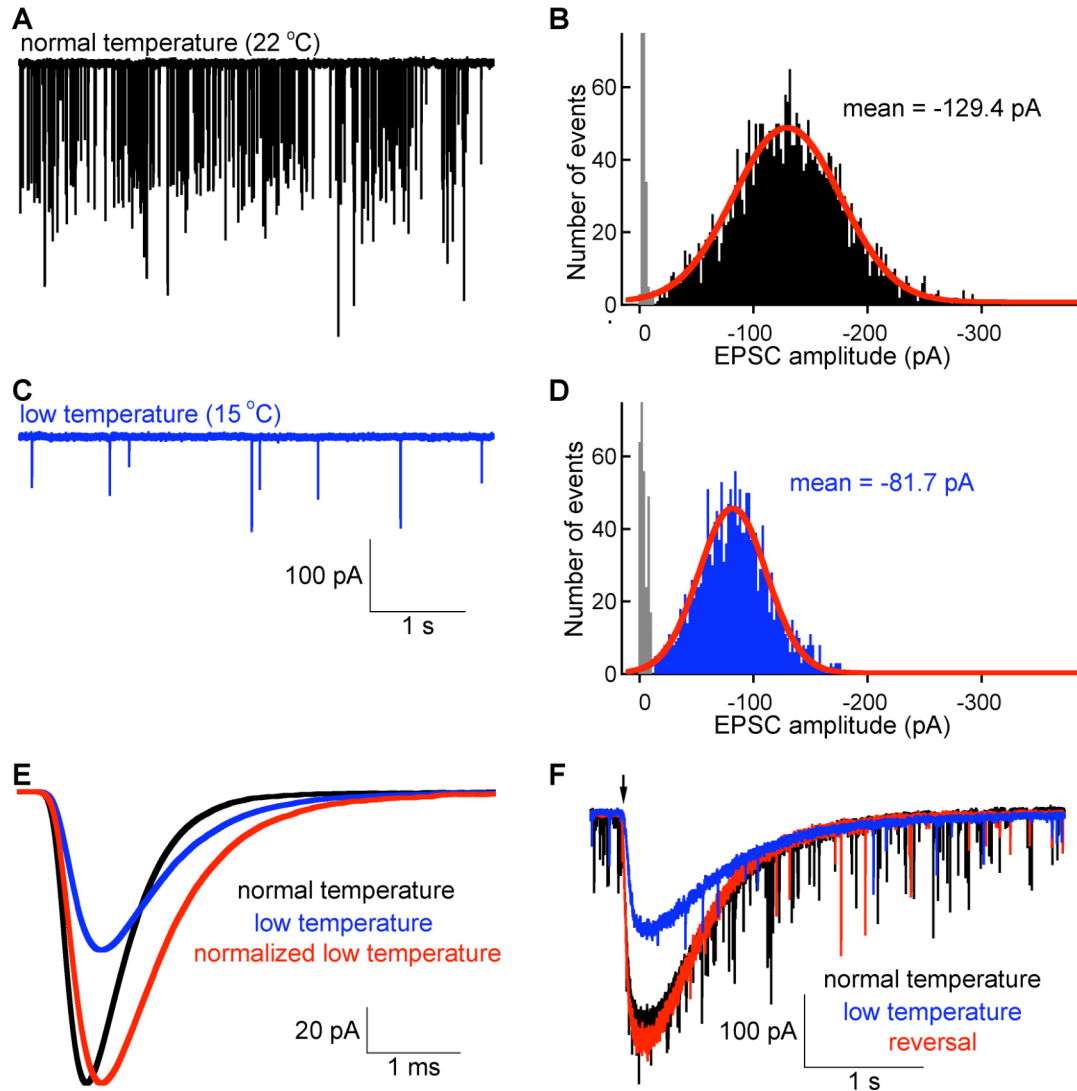 A
normal temperature (22 °C)
B
60
40
20
0
Number of events
mean = -129.4 pA
0 -100 -200 -300
EPSC amplitude (pA)
C
low temperature (15 °C)
100 pA
1 s
D
60
40
20
0
Number of events
mean = -81.7 pA
0 -100 -200 -300
EPSC amplitude (pA)
E
normal temperature
low temperature
normalized low temperature
20 pA
1 ms
F
normal temperature
low temperature
reversal
100 pA
1 s